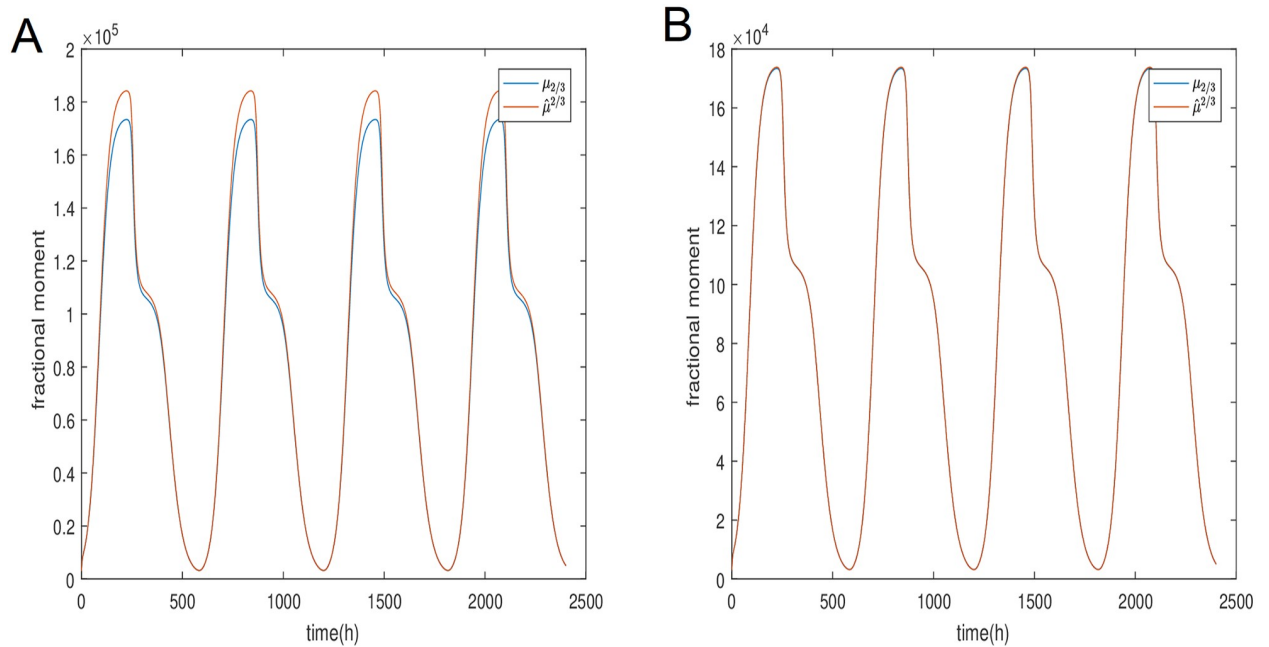 A
×10⁵
2
1.8
1.6
1.4
1.2
1
0.8
0.6
0.4
0.2
0
fractional moment
μ₂/₃
μ̂²/³
0 500 1000 1500 2000 2500
time(h)
B
×10⁴
18
16
14
12
10
8
6
4
2
0
fractional moment
μ₂/₃
μ̂²/³
0 500 1000 1500 2000 2500
time(h)